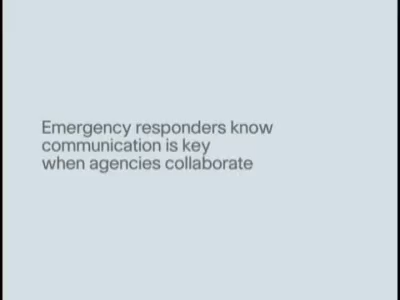 Emergency responders know
communication is key
when agencies collaborate